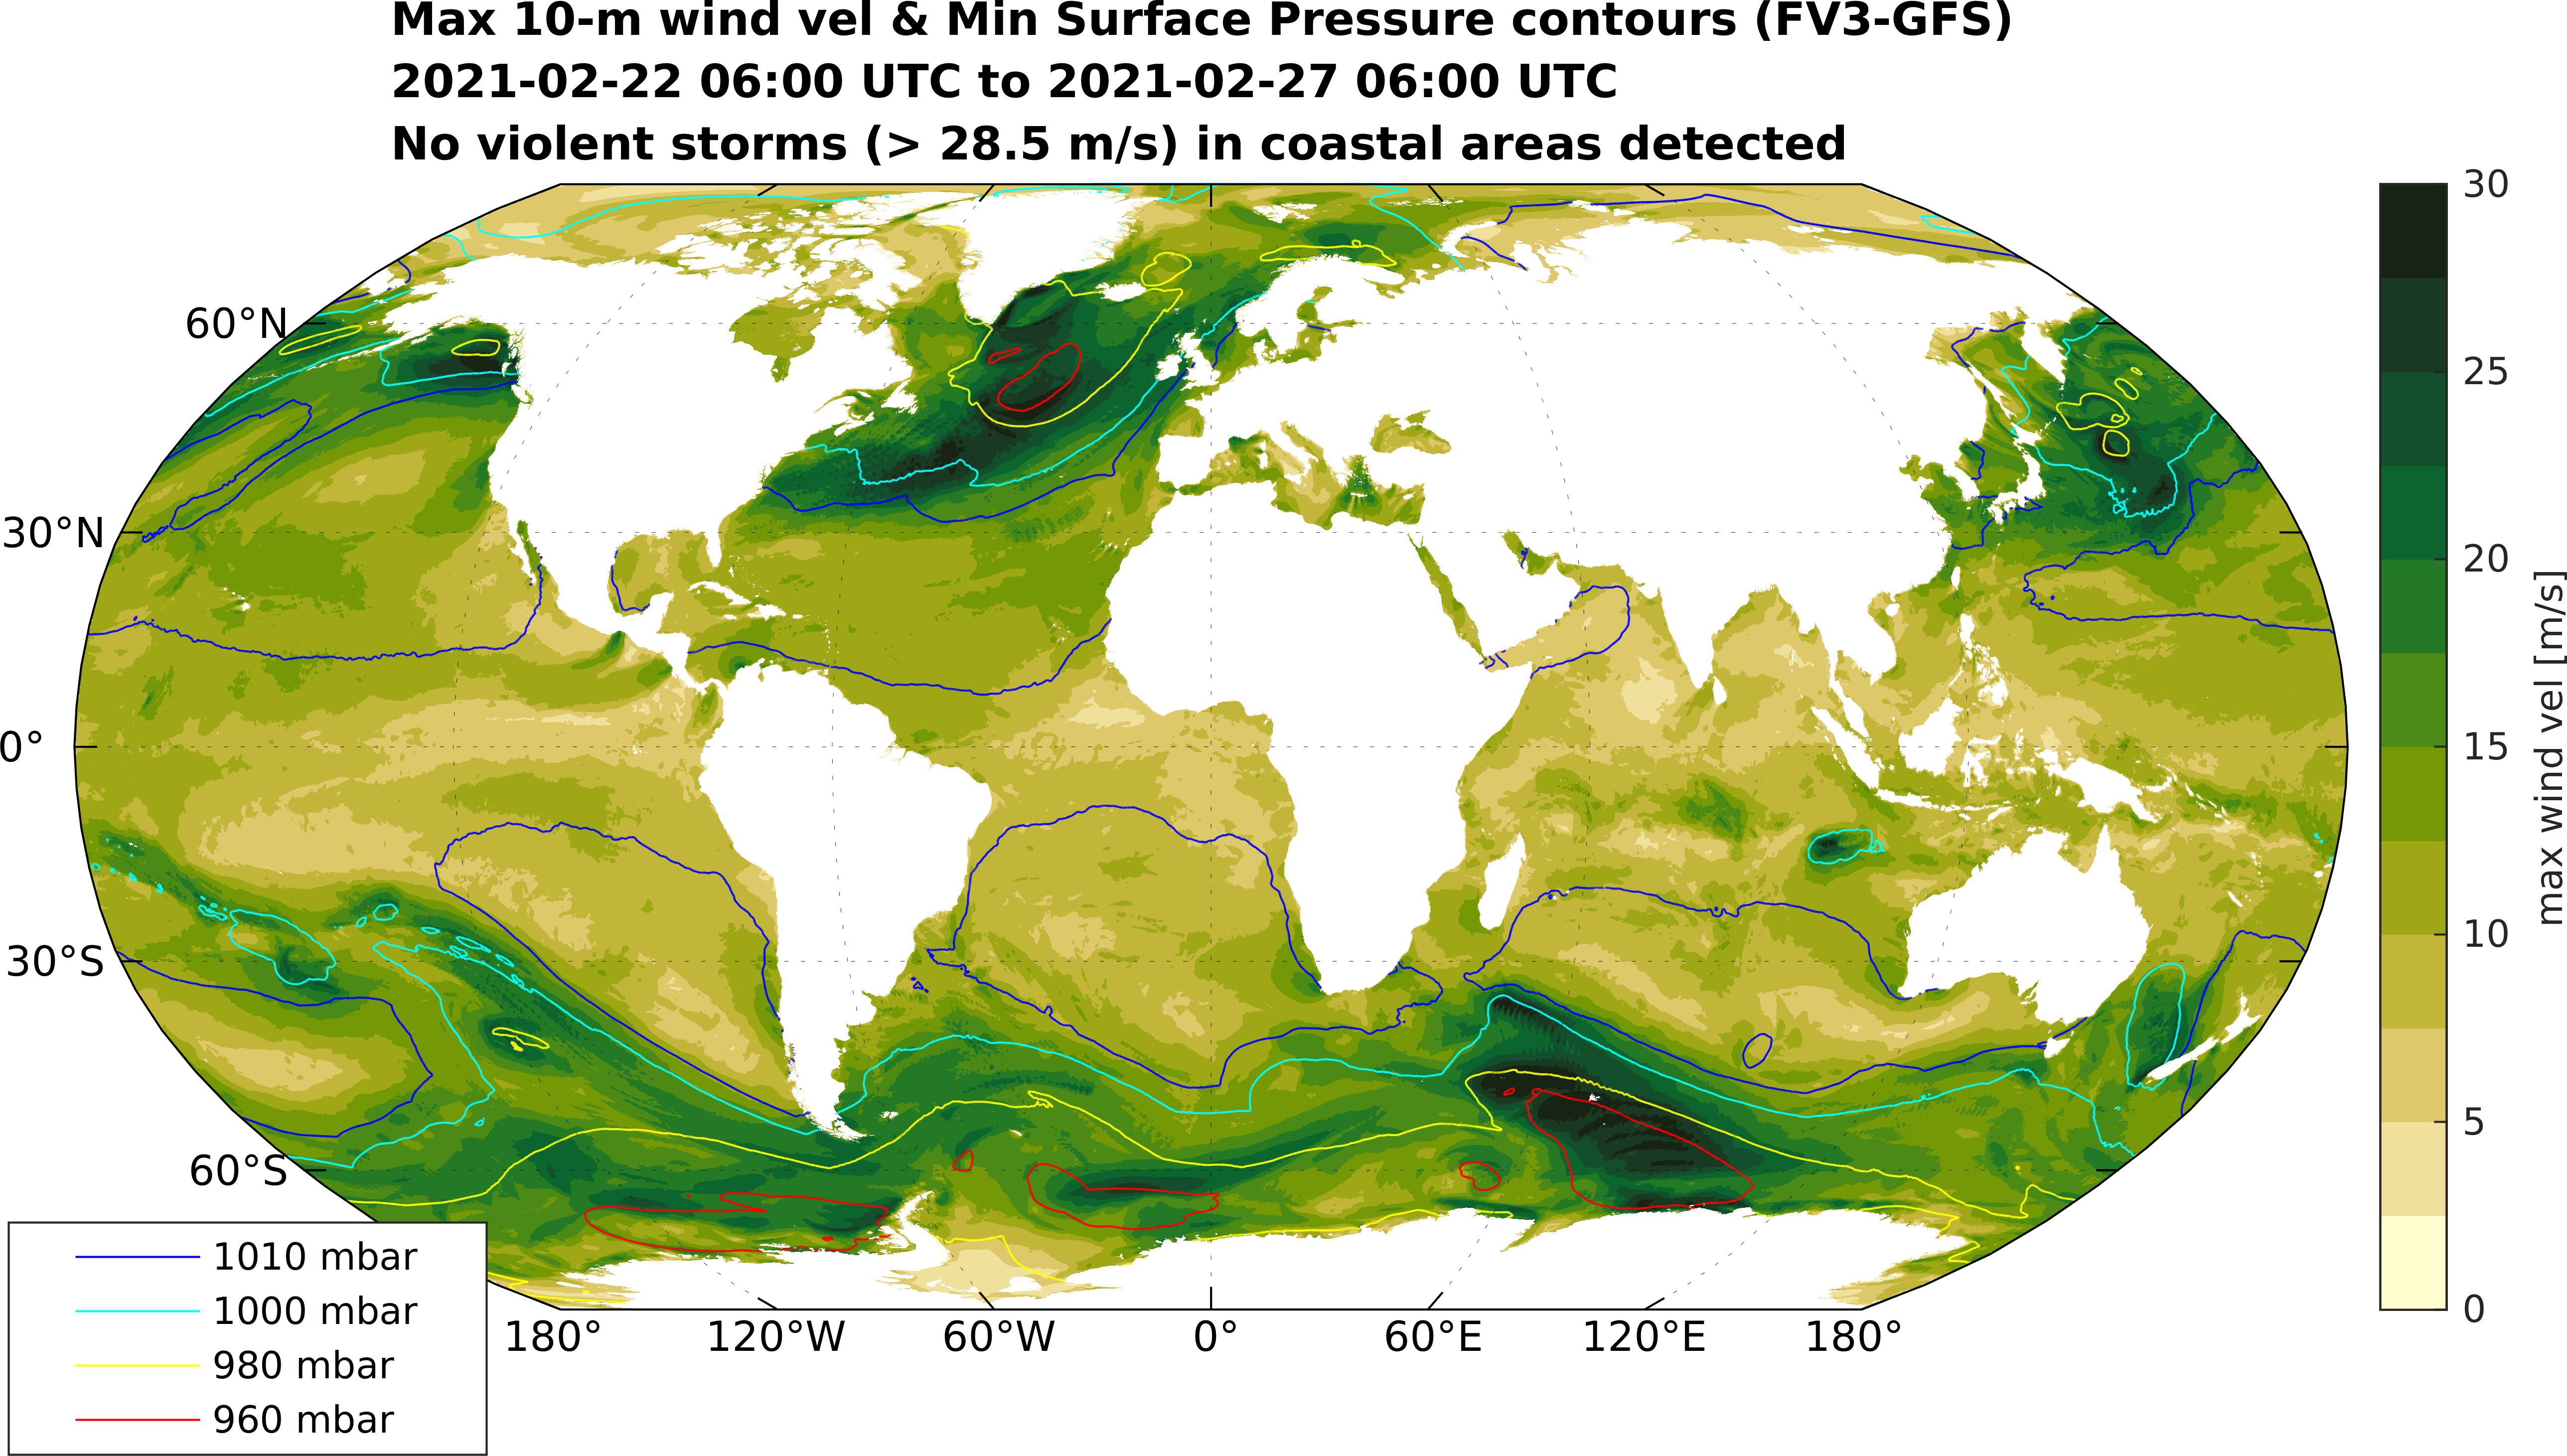 Max 10-m wind vel & Min Surface Pressure contours (FV3-GFS)
2021-02-22 06:00 UTC to 2021-02-27 06:00 UTC
No violent storms (> 28.5 m/s) in coastal areas detected
60°N
30°N
0°
30°S
60°S
180°
120°W
60°W
0°
60°E
120°E
180°
1010 mbar
1000 mbar
980 mbar
960 mbar
30
25
20
15
10
5
0
max wind vel [m/s]